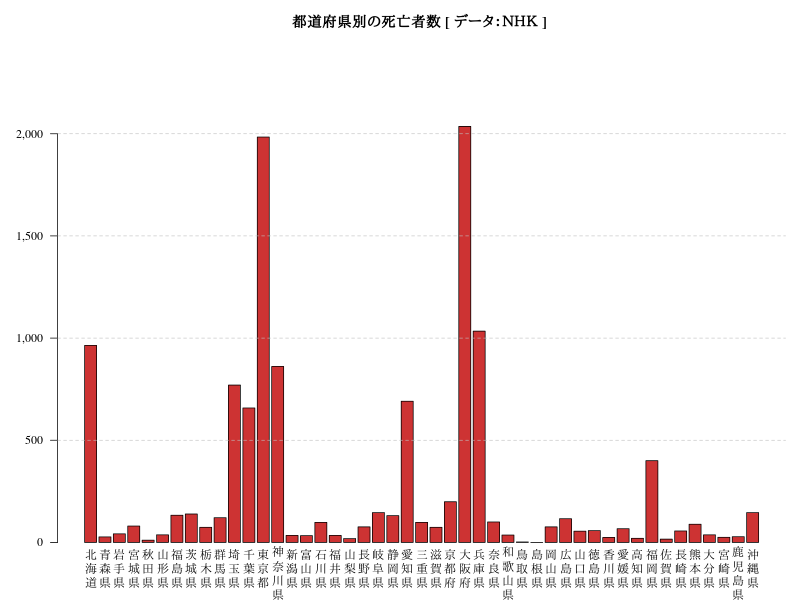 都道府県別の死亡者数 [ データ：NHK ]
2,000
1,500
1,000
500
0
北海道
青森県
岩手県
宮城県
秋田県
山形県
福島県
茨城県
栃木県
群馬県
埼玉県
千葉県
東京都
神奈川県
新潟県
富山県
石川県
福井県
山梨県
長野県
岐阜県
静岡県
愛知県
三重県
滋賀県
京都府
大阪府
兵庫県
奈良県
和歌山県
鳥取県
島根県
岡山県
広島県
山口県
徳島県
香川県
愛媛県
高知県
福岡県
佐賀県
長崎県
熊本県
大分県
宮崎県
鹿児島県
沖縄県